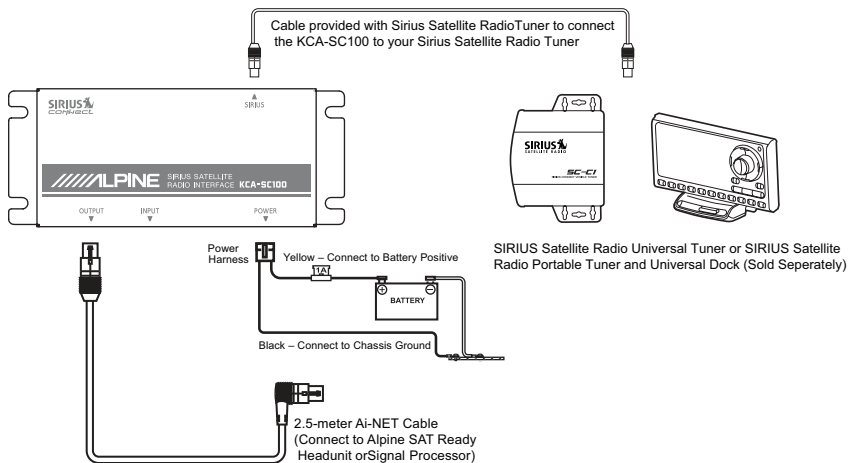 Cable provided with Sirius Satellite RadioTuner to connect
the KCA-SC100 to your Sirius Satellite Radio Tuner
SIRIUS
CONNECT
SIRIUS
/////ALPINE
SIRIUS SATELLITE
RADIO INTERFACE KCA-SC100
OUTPUT
INPUT
POWER
SIRIUS
SATELLITE RADIO
SC-C1
SIRIUS Satellite Radio Universal Tuner or SIRIUS Satellite
Radio Portable Tuner and Universal Dock (Sold Seperately)
Power
Harness
Yellow – Connect to Battery Positive
1A
+
−
BATTERY
Black – Connect to Chassis Ground
2.5-meter Ai-NET Cable
(Connect to Alpine SAT Ready
Headunit orSignal Processor)